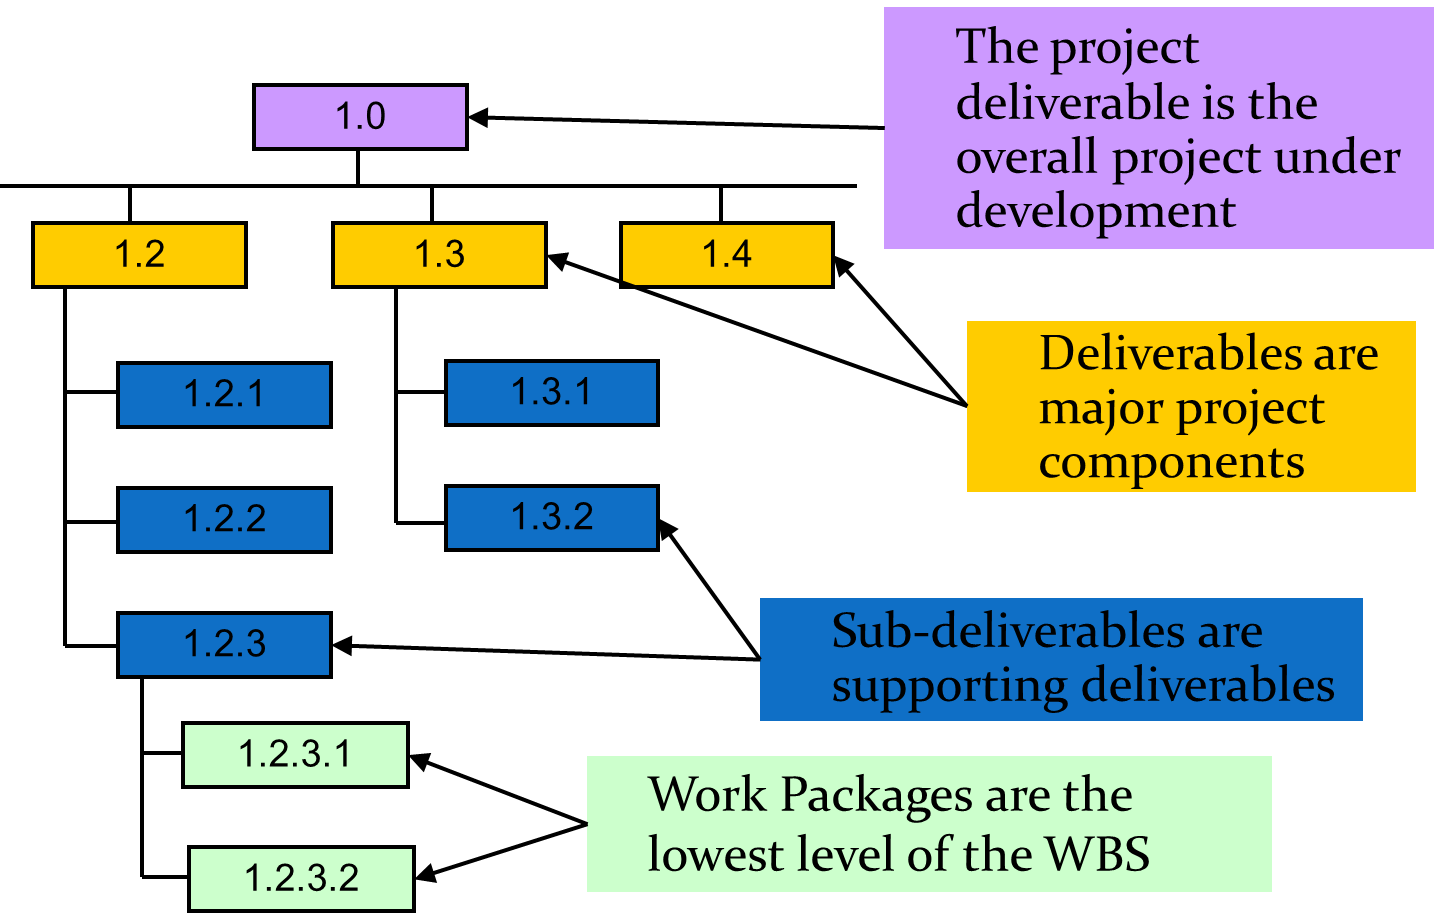 The project
deliverable is the
overall project under
development
1.0
1.2
1.3
1.4
Deliverables are
major project
components
1.2.1
1.3.1
1.2.2
1.3.2
1.2.3
Sub-deliverables are
supporting deliverables
1.2.3.1
1.2.3.2
Work Packages are the
lowest level of the WBS